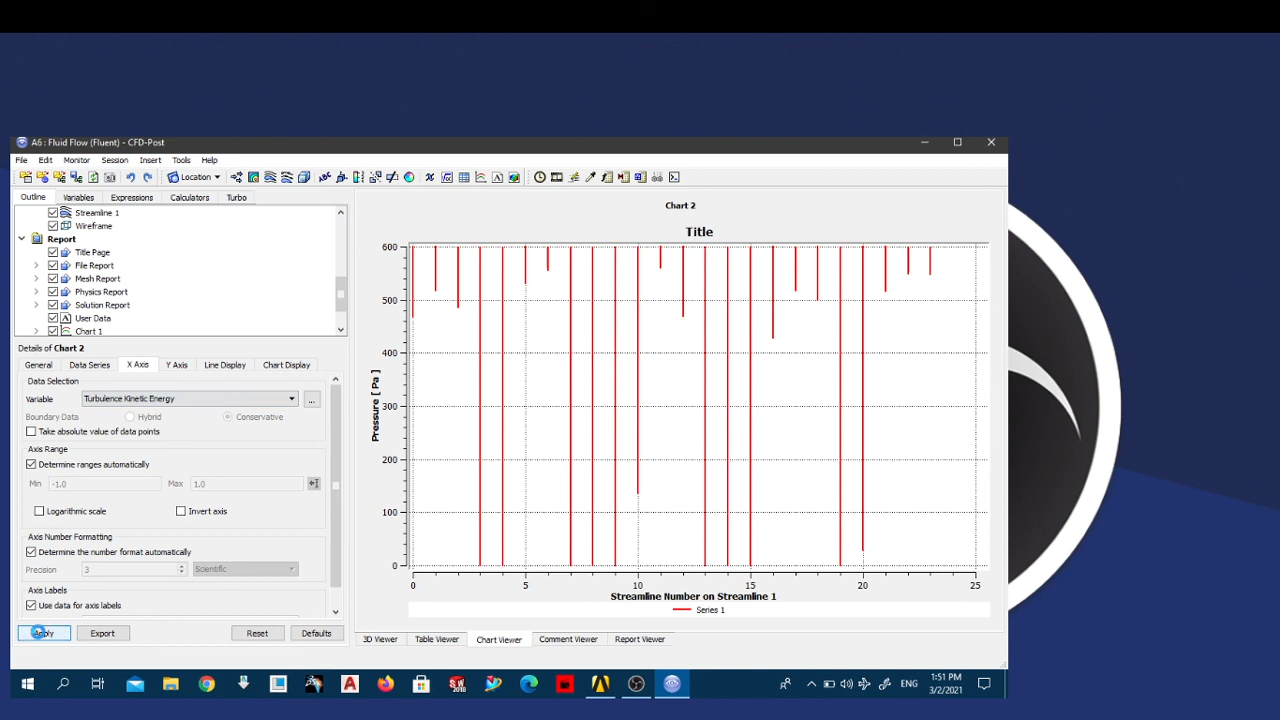 A6 : Fluid Flow (Fluent) - CFD-Post
File Edit Monitor Session Insert Tools Help
Location
Outline Variables Expressions Calculators Turbo
Streamline 1
Wireframe
Report
Title Page
File Report
Mesh Report
Physics Report
Solution Report
User Data
Chart 1
Details of Chart 2
General Data Series X Axis Y Axis Line Display Chart Display
Data Selection
Variable Turbulence Kinetic Energy ...
Boundary Data Hybrid Conservative
Take absolute value of data points
Axis Range
Determine ranges automatically
Min -1.0 Max 1.0
Logarithmic scale Invert axis
Axis Number Formatting
Determine the number format automatically
Precision 3 Scientific
Axis Labels
Use data for axis labels
Apply Export Reset Defaults
Chart 2
Title
600
500
400
300
200
100
0
Pressure [ Pa ]
0 5 10 15 20 25
Streamline Number on Streamline 1
Series 1
3D Viewer Table Viewer Chart Viewer Comment Viewer Report Viewer
ENG
1:51 PM
3/2/2021